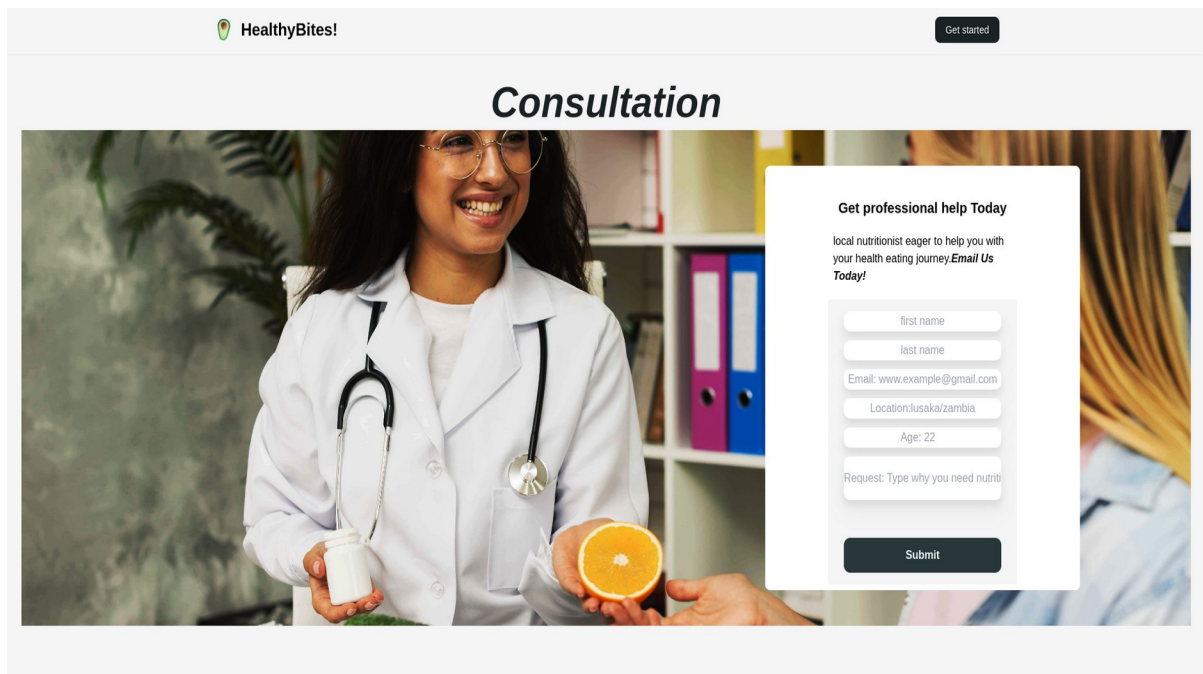 HealthyBites!
Get started
Consultation
Get professional help Today
local nutritionist eager to help you with
your health eating journey.Email Us
Today!
first name
last name
Email: www.example@gmail.com
Location:lusaka/zambia
Age: 22
Request: Type why you need nutriti
Submit